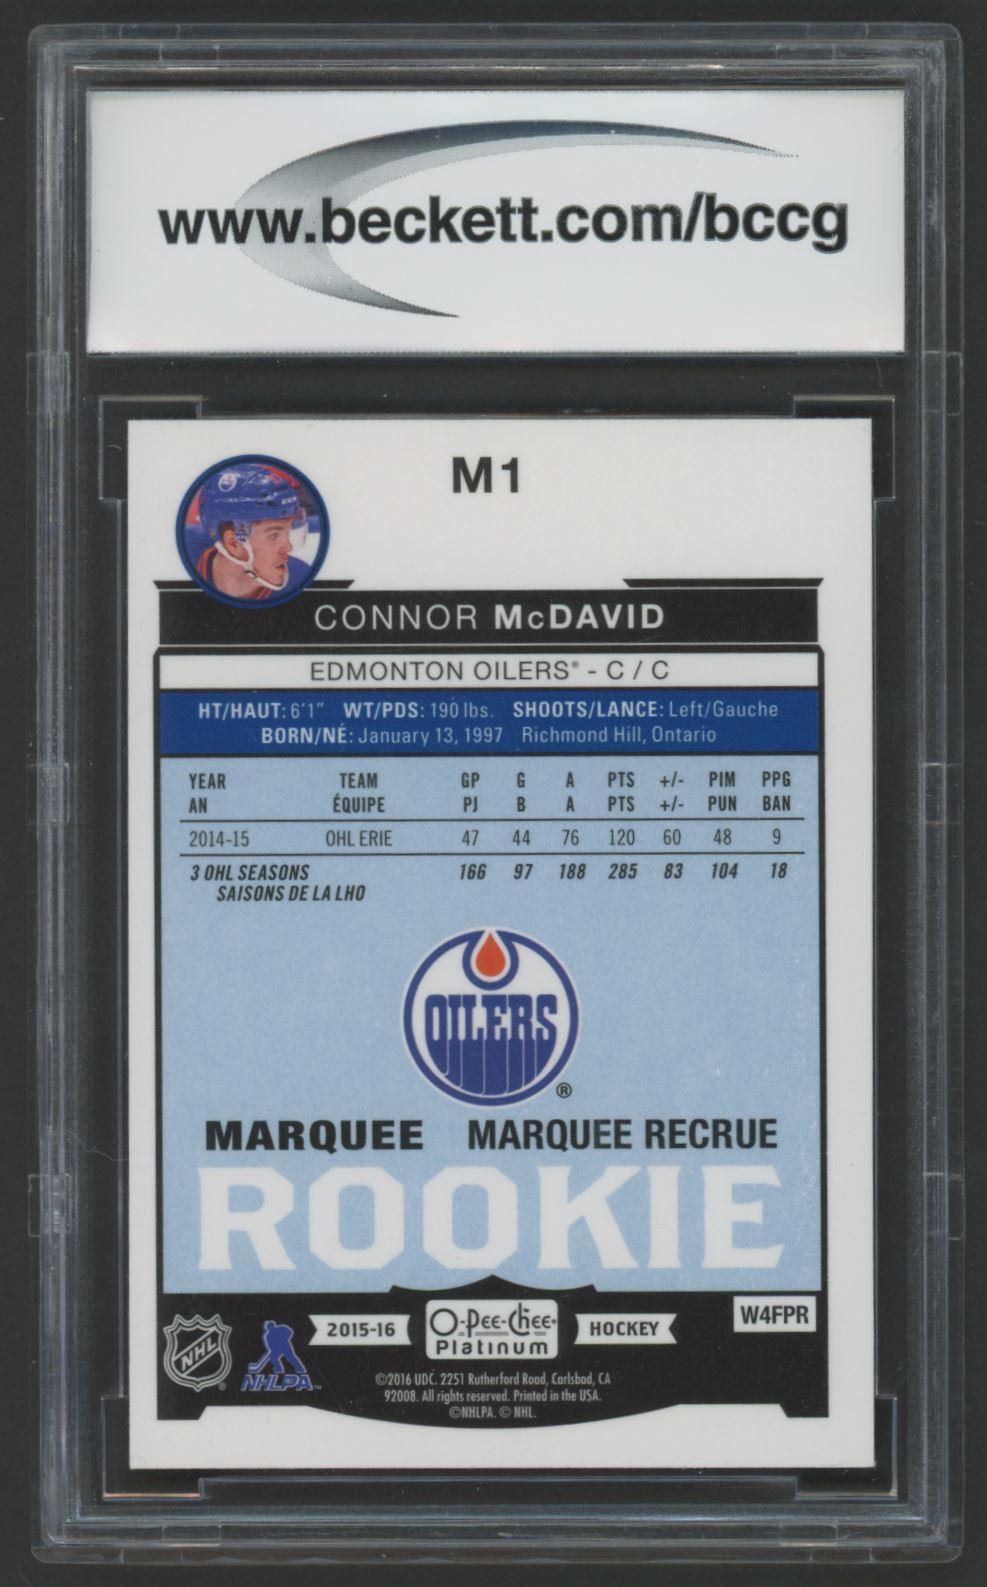 www.beckett.com/bccg
M1
CONNOR McDAVID
EDMONTON OILERS® - C / C
HT/HAUT: 6'1" WT/PDS: 190 lbs. SHOOTS/LANCE: Left/Gauche
BORN/NÉ: January 13, 1997 Richmond Hill, Ontario
YEAR TEAM GP G A PTS +/- PIM PPG
AN ÉQUIPE PJ B A PTS +/- PUN BAN
2014-15 OHL ERIE 47 44 76 120 60 48 9
3 OHL SEASONS 166 97 188 285 83 104 18
SAISONS DE LA LHO
OILERS
®
MARQUEE MARQUEE RECRUE
ROOKIE
W4FPR
NHL ® NHLPA™ 2015-16 O-Pee-Chee® HOCKEY
Platinum
©2016 UDC. 2251 Rutherford Road, Carlsbad, CA
92008. All rights reserved. Printed in the USA.
©NHLPA. © NHL.